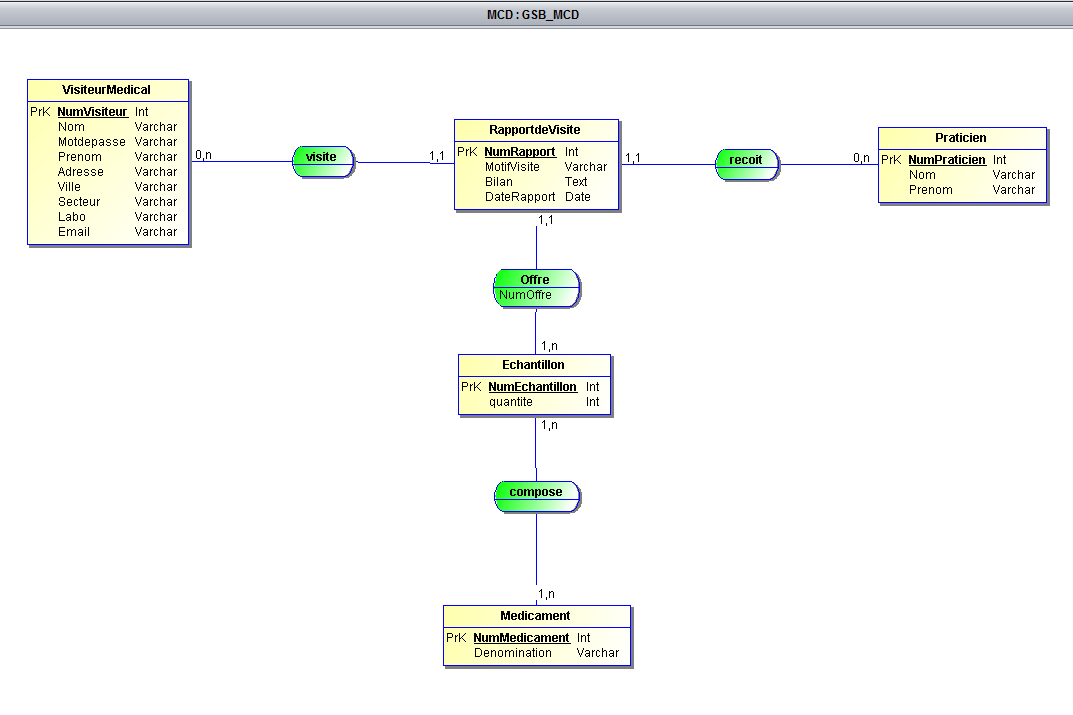 MCD : GSB_MCD
VisiteurMedical
PrK NumVisiteur Int
Nom Varchar
Motdepasse Varchar
Prenom Varchar
Adresse Varchar
Ville Varchar
Secteur Varchar
Labo Varchar
Email Varchar
0,n
visite
1,1
RapportdeVisite
PrK NumRapport Int
MotifVisite Varchar
Bilan Text
DateRapport Date
1,1
recoit
0,n
Praticien
PrK NumPraticien Int
Nom Varchar
Prenom Varchar
1,1
Offre
NumOffre
1,n
Echantillon
PrK NumEchantillon Int
quantite Int
1,n
compose
1,n
Medicament
PrK NumMedicament Int
Denomination Varchar